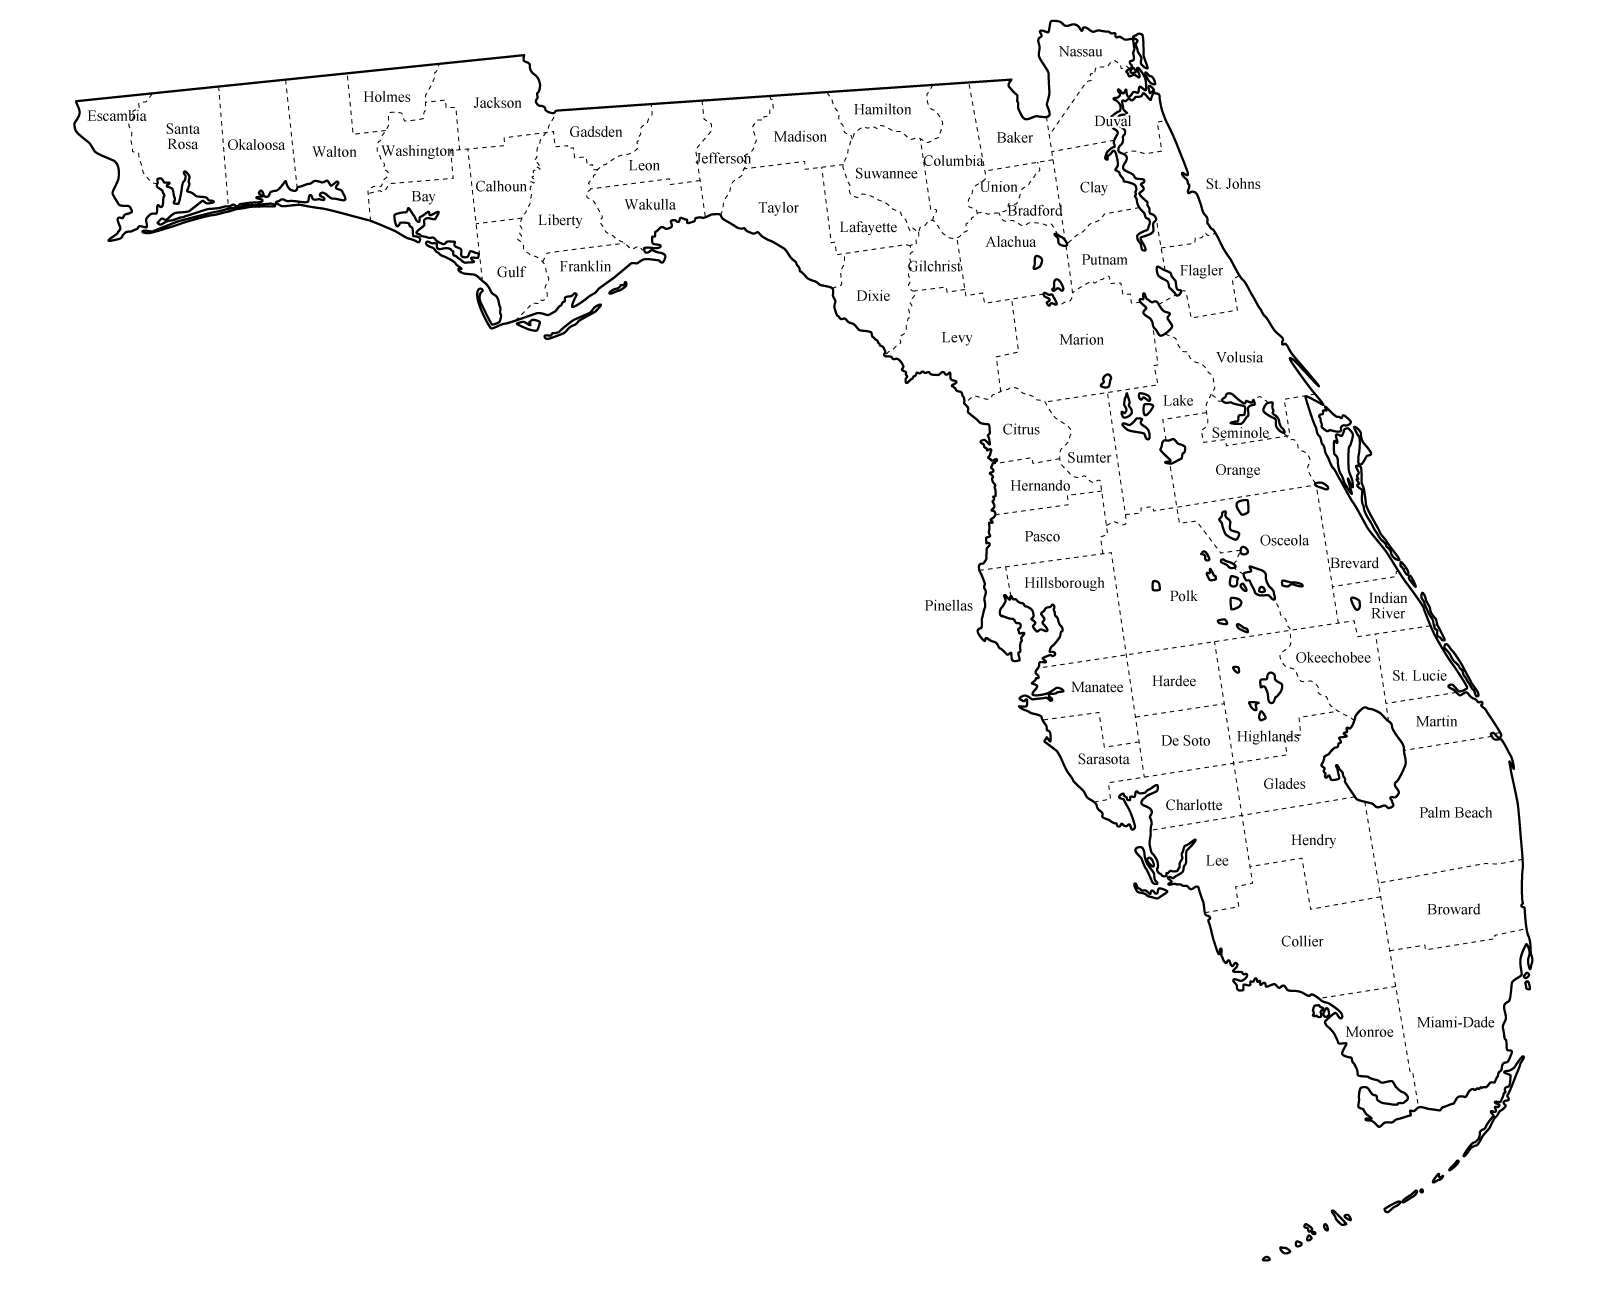 Nassau
Holmes
Jackson
Escambia
Santa
Rosa
Okaloosa
Walton
Washington
Gadsden
Leon
Jefferson
Madison
Hamilton
Suwannee
Columbia
Baker
Duval
Union
Bradford
Clay
St. Johns
Bay
Calhoun
Liberty
Wakulla
Taylor
Lafayette
Gulf
Franklin
Dixie
Gilchrist
Alachua
Putnam
Flagler
Levy
Marion
Volusia
Citrus
Sumter
Lake
Seminole
Orange
Hernando
Pasco
Hillsborough
Pinellas
Polk
Osceola
Brevard
Indian
River
Manatee
Hardee
Okeechobee
St. Lucie
Sarasota
De Soto
Highlands
Martin
Charlotte
Glades
Palm Beach
Lee
Hendry
Broward
Collier
Monroe
Miami-Dade